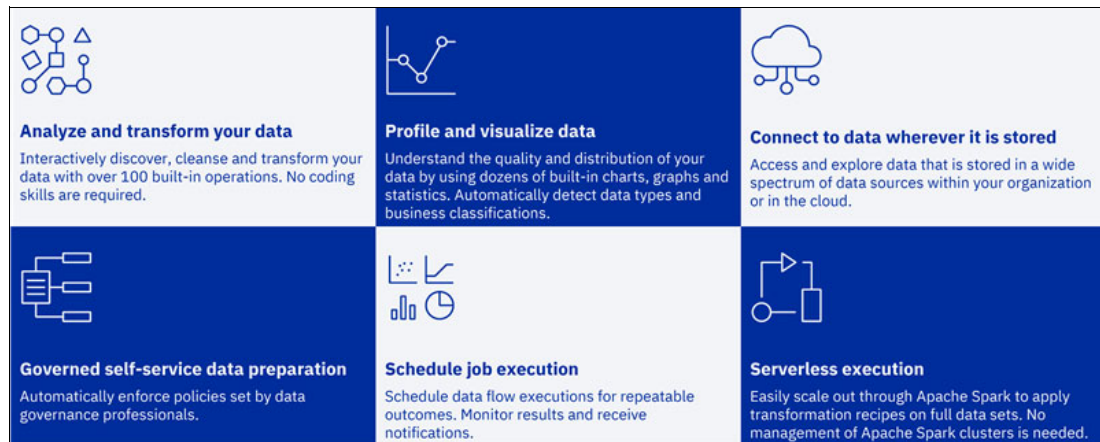 Analyze and transform your data
Interactively discover, cleanse and transform your
data with over 100 built-in operations. No coding
skills are required.
Profile and visualize data
Understand the quality and distribution of your
data by using dozens of built-in charts, graphs and
statistics. Automatically detect data types and
business classifications.
Connect to data wherever it is stored
Access and explore data that is stored in a wide
spectrum of data sources within your organization
or in the cloud.
Governed self-service data preparation
Automatically enforce policies set by data
governance professionals.
Schedule job execution
Schedule data flow executions for repeatable
outcomes. Monitor results and receive
notifications.
Serverless execution
Easily scale out through Apache Spark to apply
transformation recipes on full data sets. No
management of Apache Spark clusters is needed.